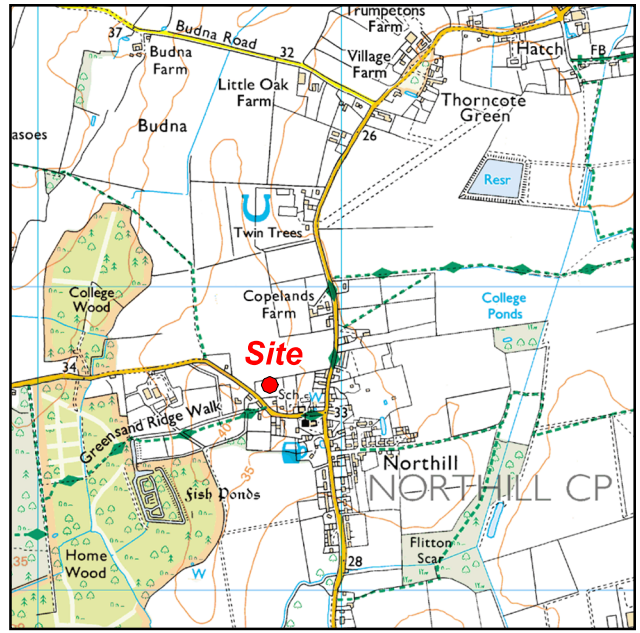 Trumpetons
Farm
37
Budna Road
Budna
Farm
32
Village
Farm
Hatch
FB
Little Oak
Farm
Thorncote
Green
asoes
Budna
26
Resr
Twin Trees
College
Wood
Copelands
Farm
College
Ponds
Site
34
Sch
W
33
Greensand Ridge Walk
40
35
Northill
NORTHILL CP
Fish Ponds
Flitton
Scar
35
Home
Wood
W
28